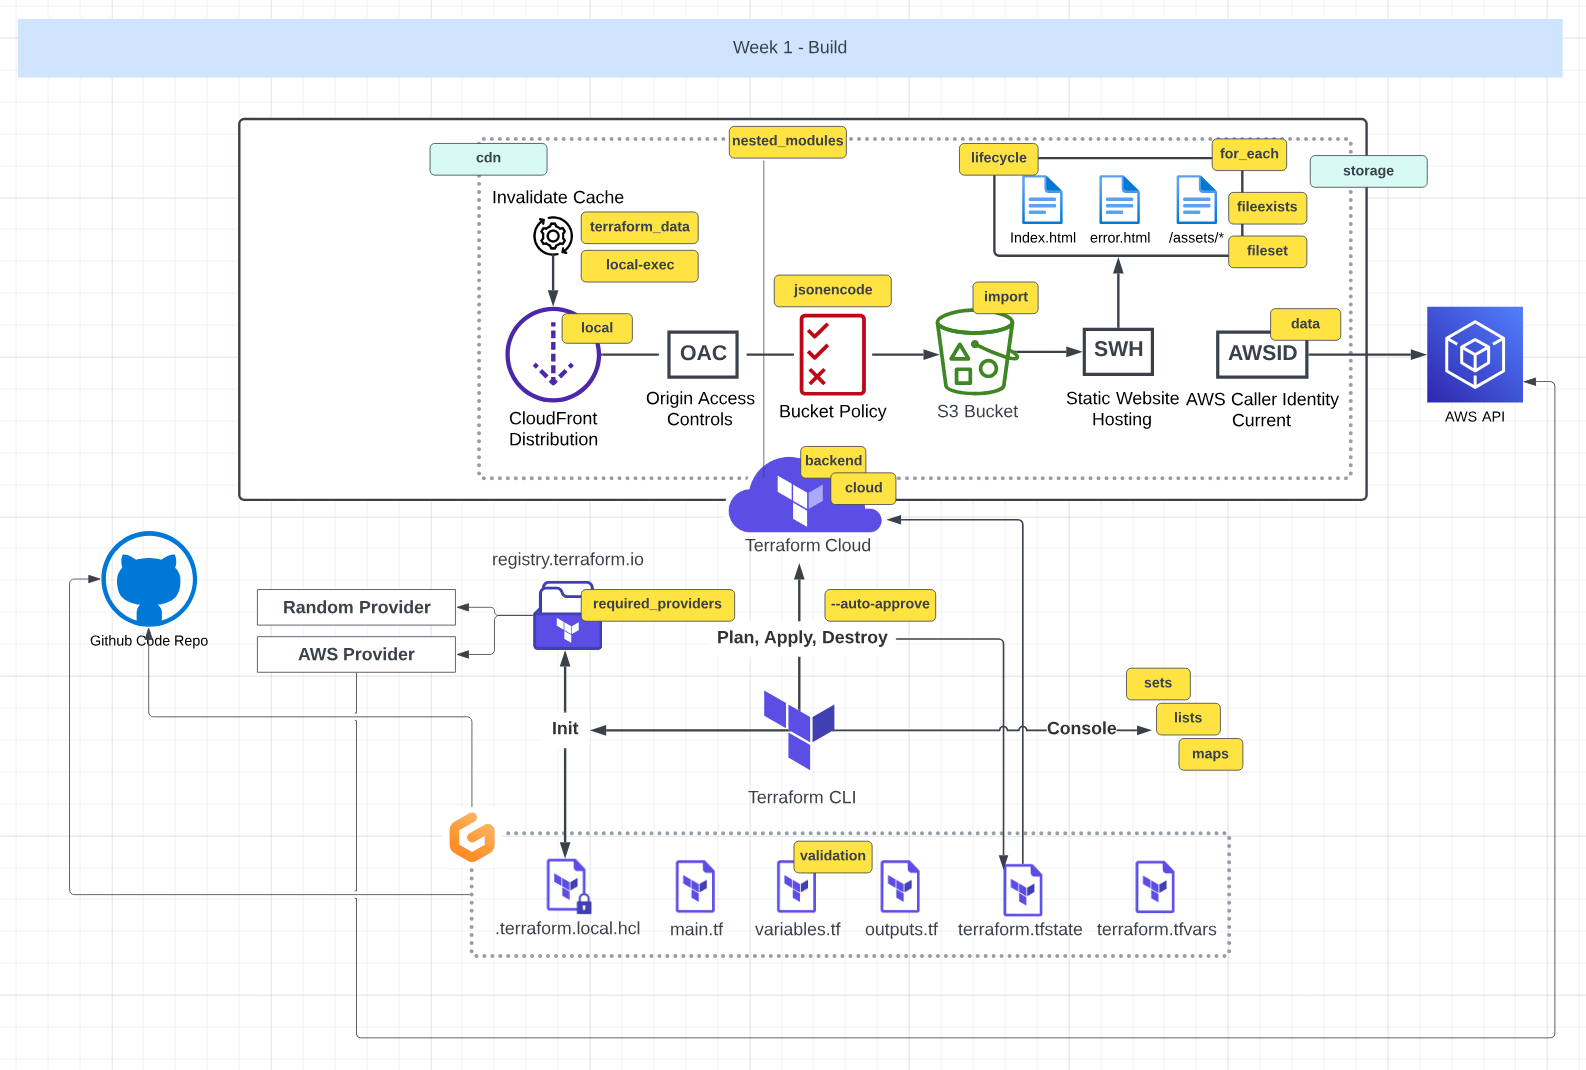 Week 1 - Build
nested_modules
cdn
lifecycle
for_each
storage
Invalidate Cache
terraform_data
local-exec
fileexists
fileset
Index.html
error.html
/assets/*
jsonencode
import
local
data
OAC
SWH
AWSID
Origin Access
Controls
Bucket Policy
S3 Bucket
Static Website
Hosting
AWS Caller Identity
Current
AWS API
CloudFront
Distribution
backend
cloud
Terraform Cloud
registry.terraform.io
required_providers
--auto-approve
Random Provider
AWS Provider
Github Code Repo
Plan, Apply, Destroy
sets
lists
maps
Init
Console
Terraform CLI
validation
.terraform.local.hcl
main.tf
variables.tf
outputs.tf
terraform.tfstate
terraform.tfvars